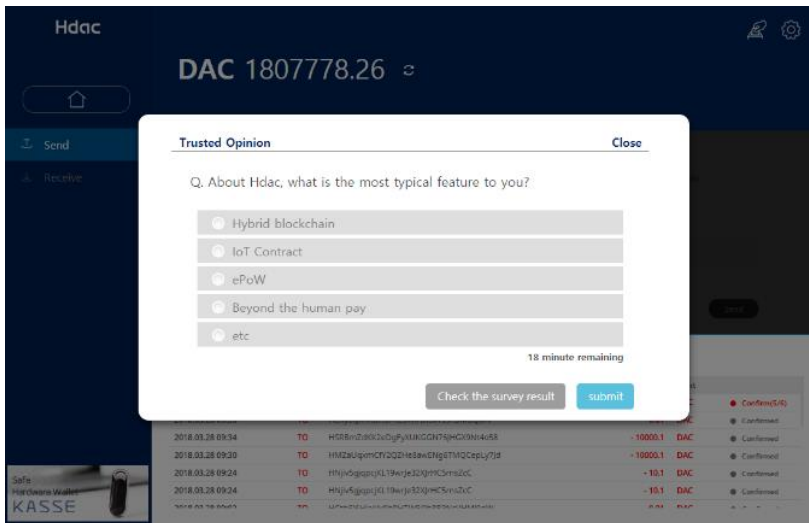 Hdac
DAC 1807778.26
Send
Receive
Trusted Opinion
Close
Q. About Hdac, what is the most typical feature to you?
Hybrid blockchain
IoT Contract
ePoW
Beyond the human pay
etc
18 minute remaining
Check the survey result
submit
Send
Confirm(5/6)
2018.03.28 09:34 TO - 10000.1 DAC Confirmed
2018.03.28 09:30 TO - 10000.1 DAC Confirmed
2018.03.28 09:24 TO - 10.1 DAC Confirmed
2018.03.28 09:24 TO - 10.1 DAC Confirmed
Safe
Hardware Wallet
KASSE